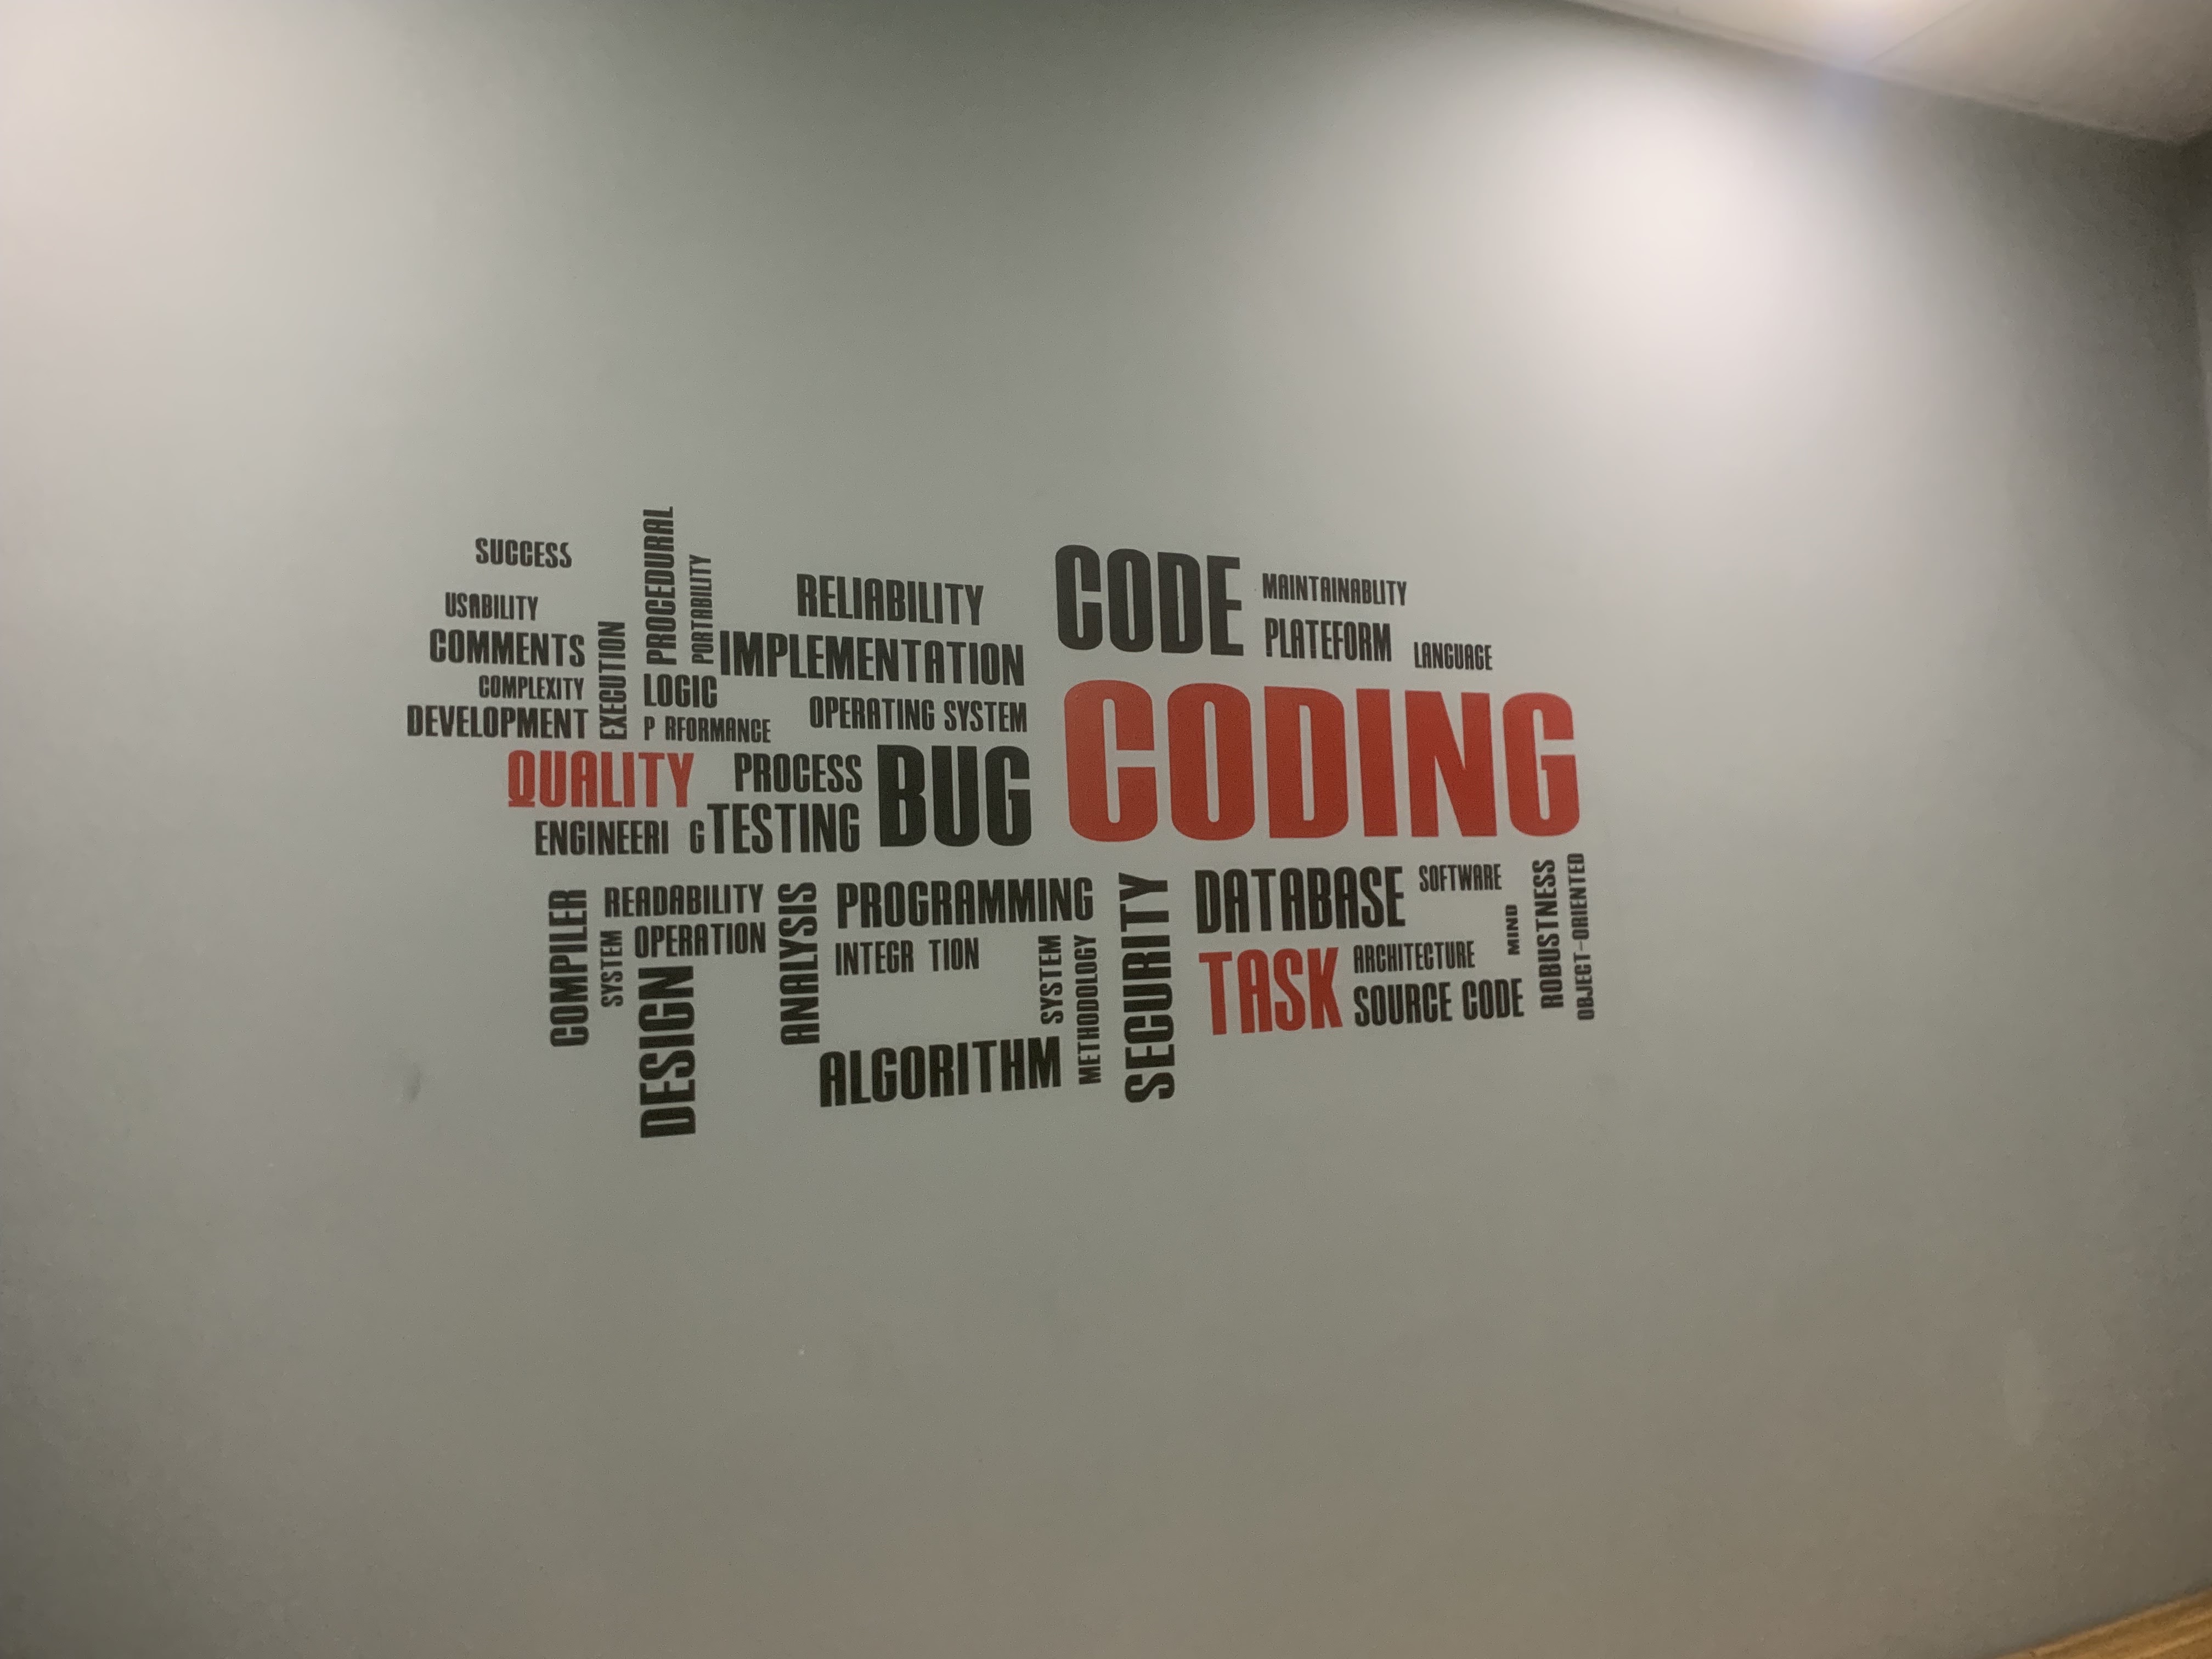 SUCCESS
USABILITY
COMMENTS
COMPLEXITY
DEVELOPMENT
EXECUTION
PROCEDURAL
PORTABILITY
LOGIC
P RFORMANCE
RELIABILITY
IMPLEMENTATION
OPERATING SYSTEM
CODE
MAINTAINABLITY
PLATEFORM
LANGUAGE
QUALITY
PROCESS
ENGINEERI G
TESTING
BUG
CODING
COMPILER
READABILITY
SYSTEM
OPERATION
DESIGN
ANALYSIS
PROGRAMMING
INTEGR TION
SYSTEM
METHODOLOGY
ALGORITHM
SECURITY
DATABASE
SOFTWARE
TASK
ARCHITECTURE
MIND
SOURCE CODE
ROBUSTNESS
OBJECT-ORIENTED